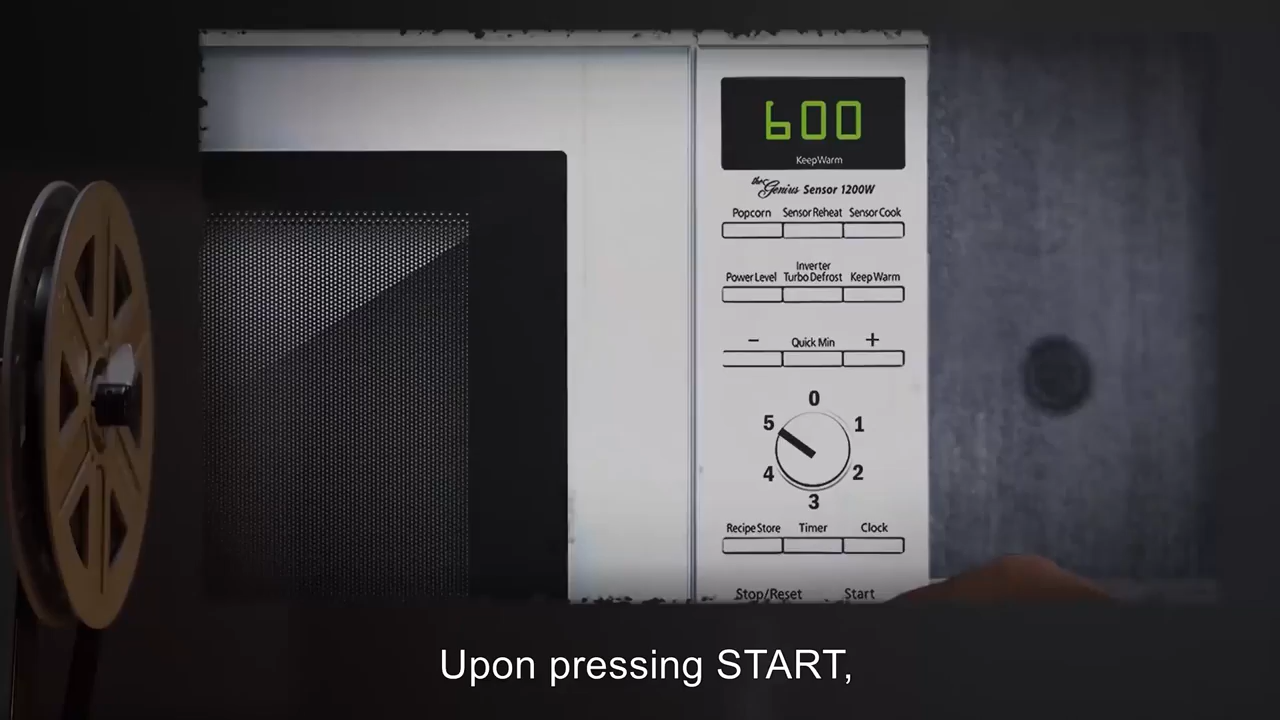 600
KeepWarm
the Genius Sensor 1200W
Popcorn Sensor Reheat Sensor Cook
Inverter
Power Level Turbo Defrost Keep Warm
− Quick Min +
0
5 1
4 2
3
Recipe Store Timer Clock
Stop/Reset Start
Upon pressing START,